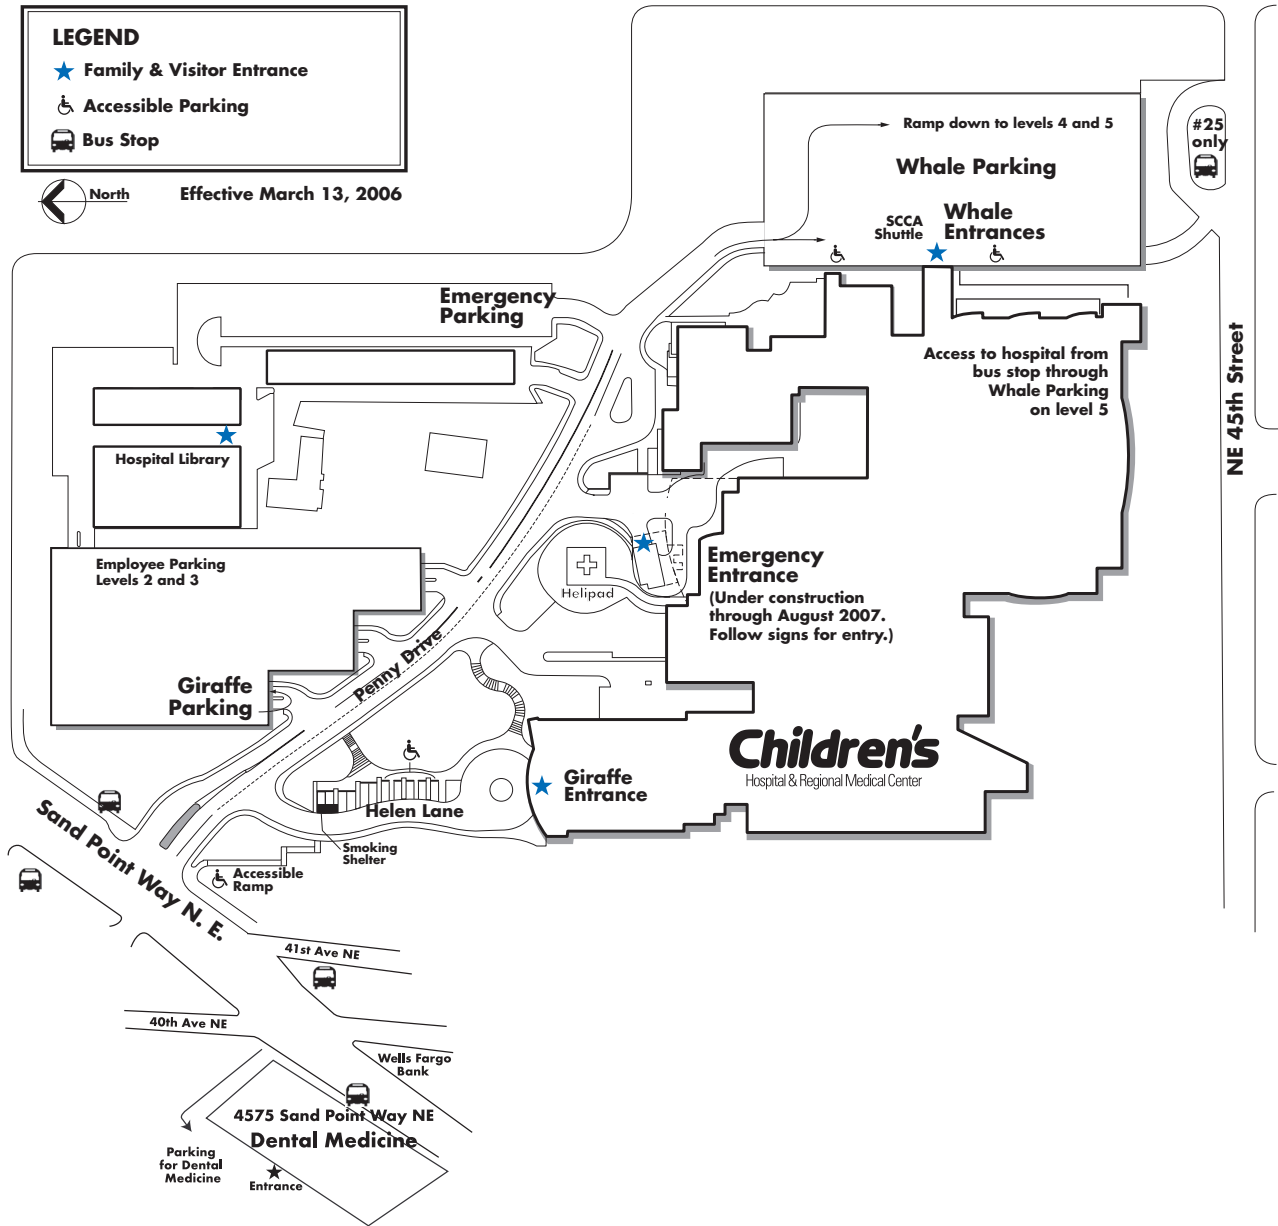 LEGEND
Family & Visitor Entrance
Accessible Parking
Bus Stop
North
Effective March 13, 2006
Ramp down to levels 4 and 5
#25
only
Whale Parking
SCCA
Shuttle
Whale
Entrances
Emergency
Parking
Access to hospital from
bus stop through
Whale Parking
on level 5
NE 45th Street
Hospital Library
Employee Parking
Levels 2 and 3
Helipad
Emergency
Entrance
(Under construction
through August 2007.
Follow signs for entry.)
Penny Drive
Giraffe
Parking
Children's
Hospital & Regional Medical Center
Giraffe
Entrance
Helen Lane
Smoking
Shelter
Accessible
Ramp
Sand Point Way N. E.
41st Ave NE
40th Ave NE
Wells Fargo
Bank
4575 Sand Point Way NE
Dental Medicine
Parking
for Dental
Medicine
Entrance